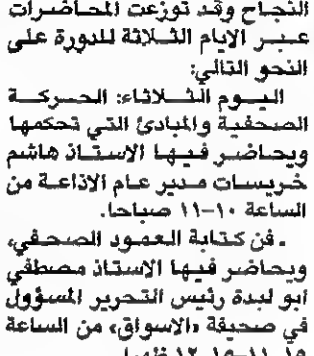 النجاح وقد توزعت المحاضرات
عبر الايام الثلاثة للدورة على
النحو التالي:
اليوم الثلاثاء: الحركة
الصحفية والمبادئ التي تحكمها
ويحاضر فيها الاستاذ هاشم
خريسات مدير عام الاذاعة من
الساعة ١٠-١١ صباحا.
ـ فن كتابة العمود الصحفي،
ويحاضر فيها الاستاذ مصطفي
ابو لبدة رئيس التحرير المسؤول
في صحيفة «الاسواق» من الساعة